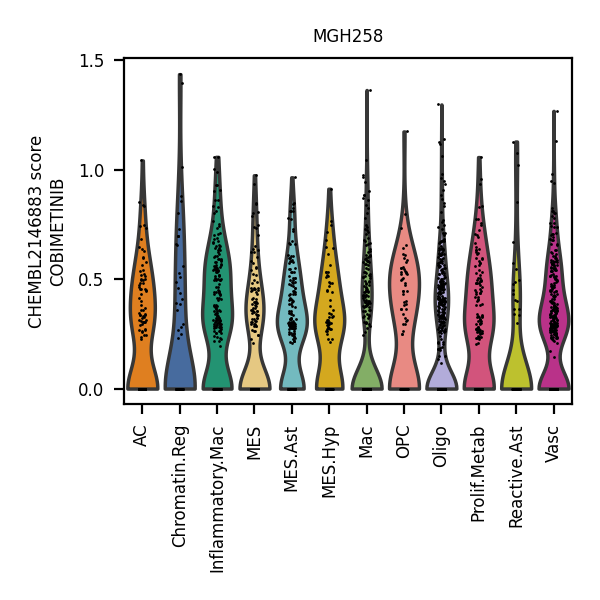 MGH258
CHEMBL2146883 score
COBIMETINIB
1.5
1.0
0.5
0.0
AC
Chromatin.Reg
Inflammatory.Mac
MES
MES.Ast
MES.Hyp
Mac
OPC
Oligo
Prolif.Metab
Reactive.Ast
Vasc